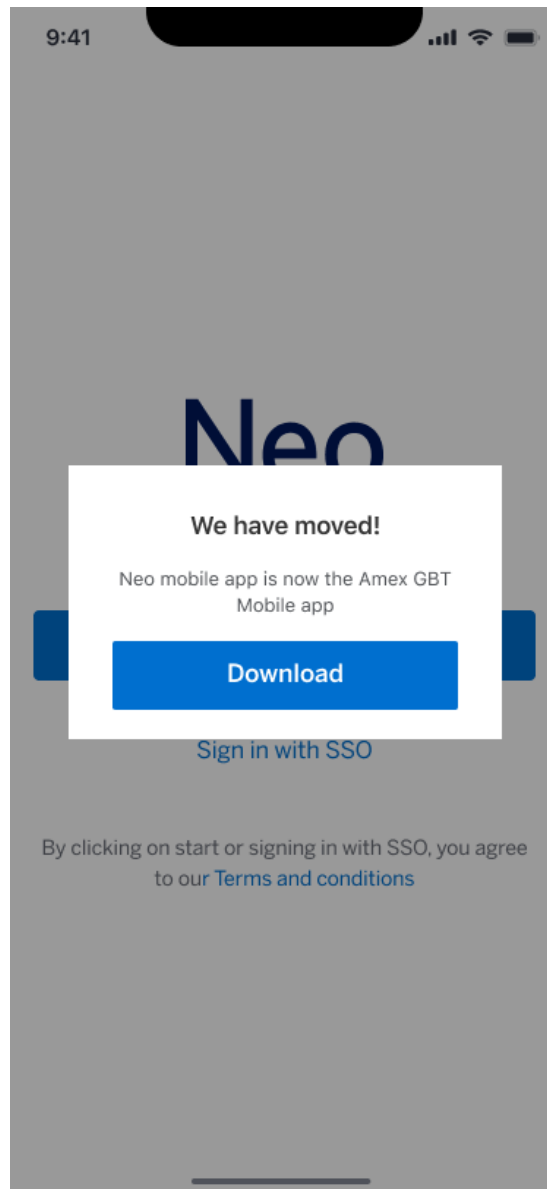 9:41
Neo
We have moved!
Neo mobile app is now the Amex GBT
Mobile app
Download
Sign in with SSO
By clicking on start or signing in with SSO, you agree
to our Terms and conditions